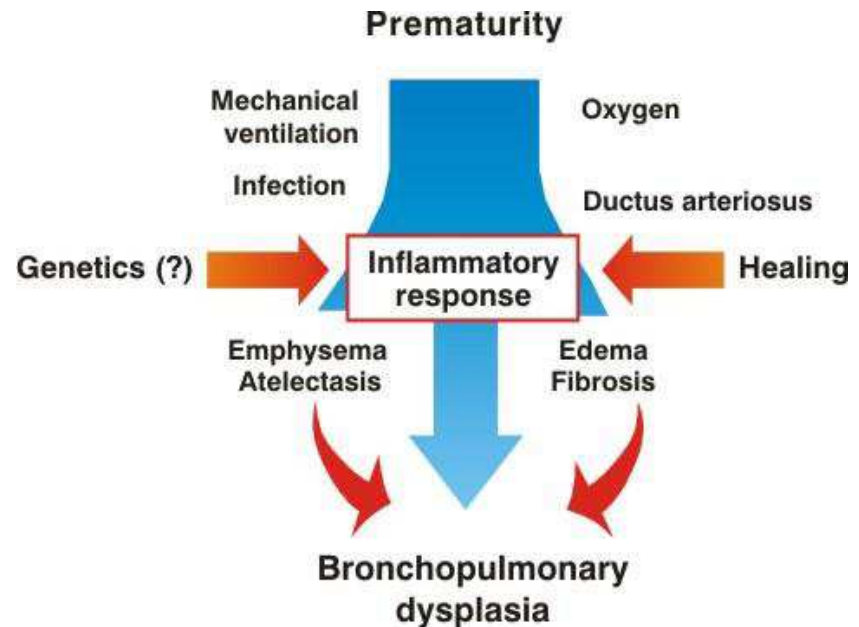 Prematurity
Mechanical
ventilation
Oxygen
Infection
Ductus arteriosus
Genetics (?)
Inflammatory
response
Healing
Emphysema
Atelectasis
Edema
Fibrosis
Bronchopulmonary
dysplasia